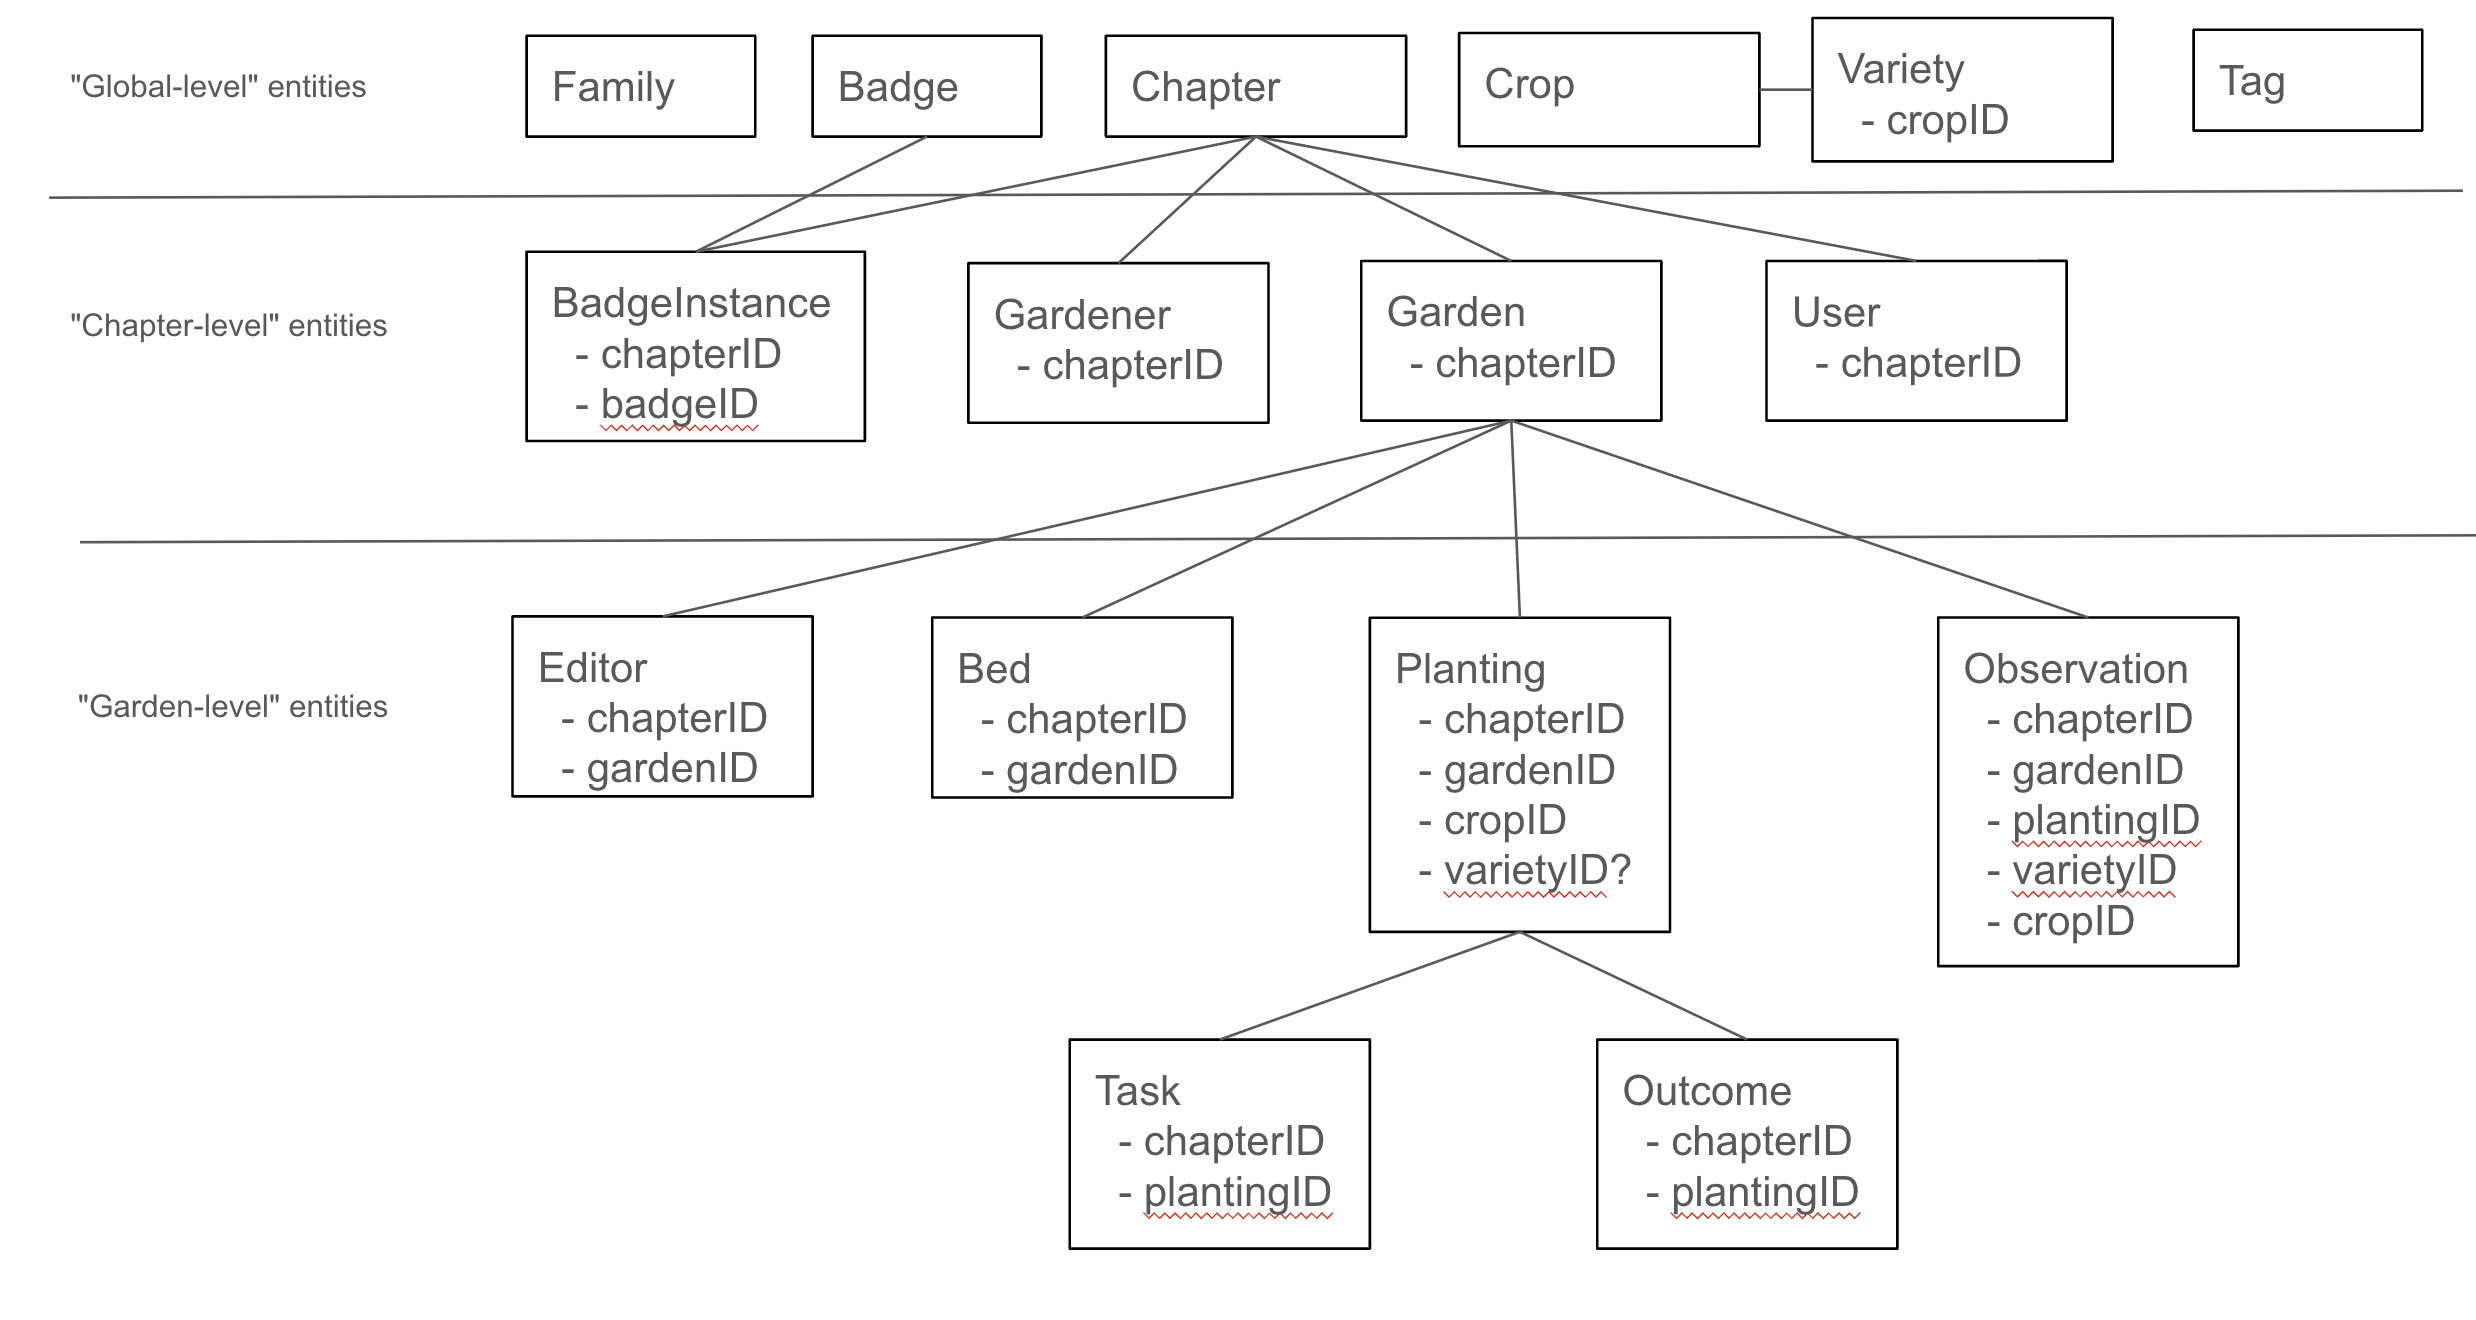 "Global-level" entities
Family
Badge
Chapter
Crop
Variety
- cropID
Tag
"Chapter-level" entities
BadgeInstance
- chapterID
- badgeID
Gardener
- chapterID
Garden
- chapterID
User
- chapterID
"Garden-level" entities
Editor
- chapterID
- gardenID
Bed
- chapterID
- gardenID
Planting
- chapterID
- gardenID
- cropID
- varietyID?
Observation
- chapterID
- gardenID
- plantingID
- varietyID
- cropID
Task
- chapterID
- plantingID
Outcome
- chapterID
- plantingID